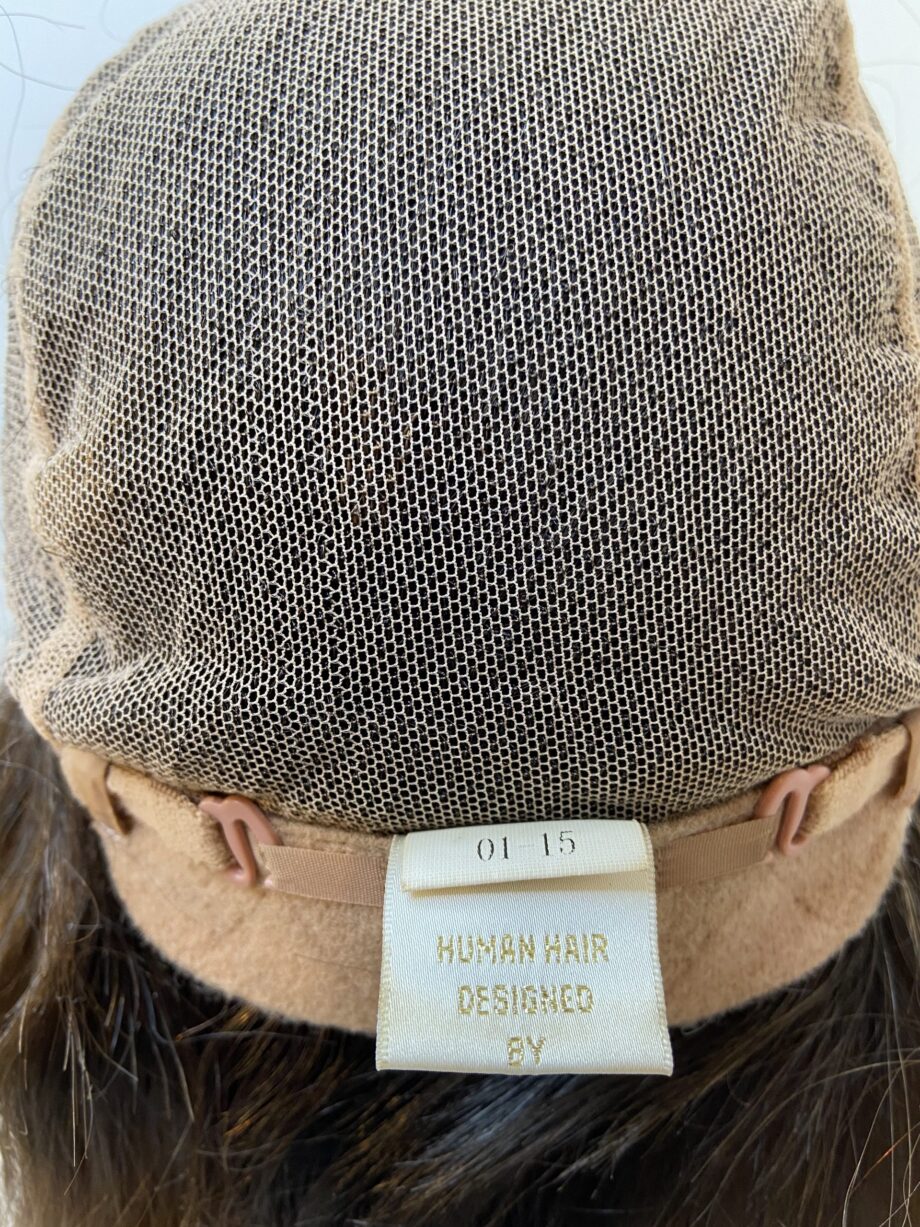 01-15
HUMAN HAIR
DESIGNED
BY